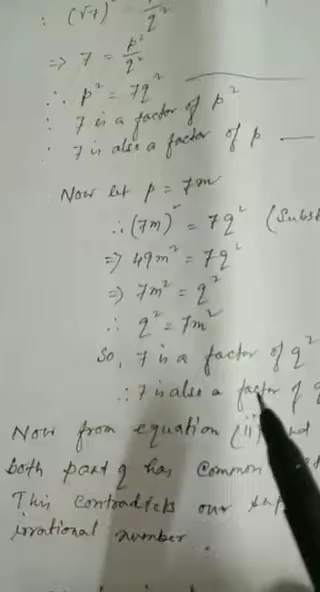 ∴ (√7)² = p²/q²
⇒ 7 = p²/q²
∴ p² = 7q²
∴ 7 is a factor of p²
∴ 7 is also a factor of p —
Now let p = 7m
∴ (7m)² = 7q² (Subst
⇒ 49m² = 7q²
⇒ 7m² = q²
∴ q² = 7m²
So, 7 is a factor of q²
∴ 7 is also a factor of q
Now from equation (ii)
both p and q has common
This contradicts our
irrational number.